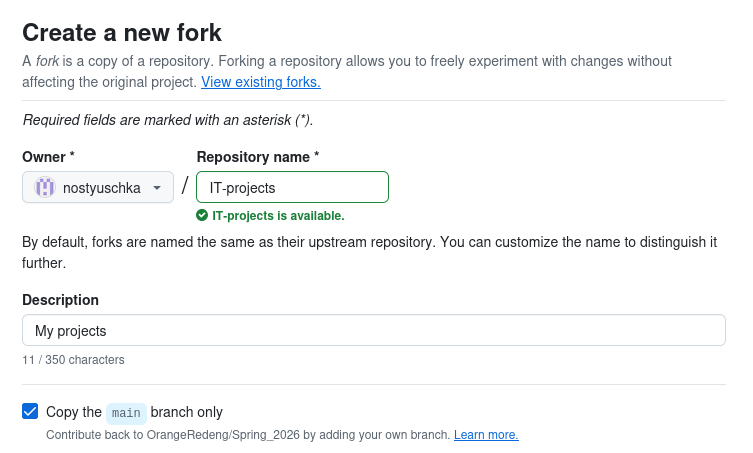 Create a new fork
A fork is a copy of a repository. Forking a repository allows you to freely experiment with changes without
affecting the original project. View existing forks.
Required fields are marked with an asterisk (*).
Owner * Repository name *
nostyuschka / IT-projects
IT-projects is available.
By default, forks are named the same as their upstream repository. You can customize the name to distinguish it
further.
Description
My projects
11 / 350 characters
Copy the main branch only
Contribute back to OrangeRedeng/Spring_2026 by adding your own branch. Learn more.